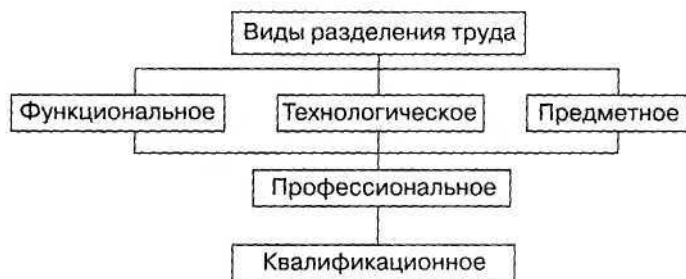 Виды разделения труда
Функциональное
Технологическое
Предметное
Профессиональное
Квалификационное